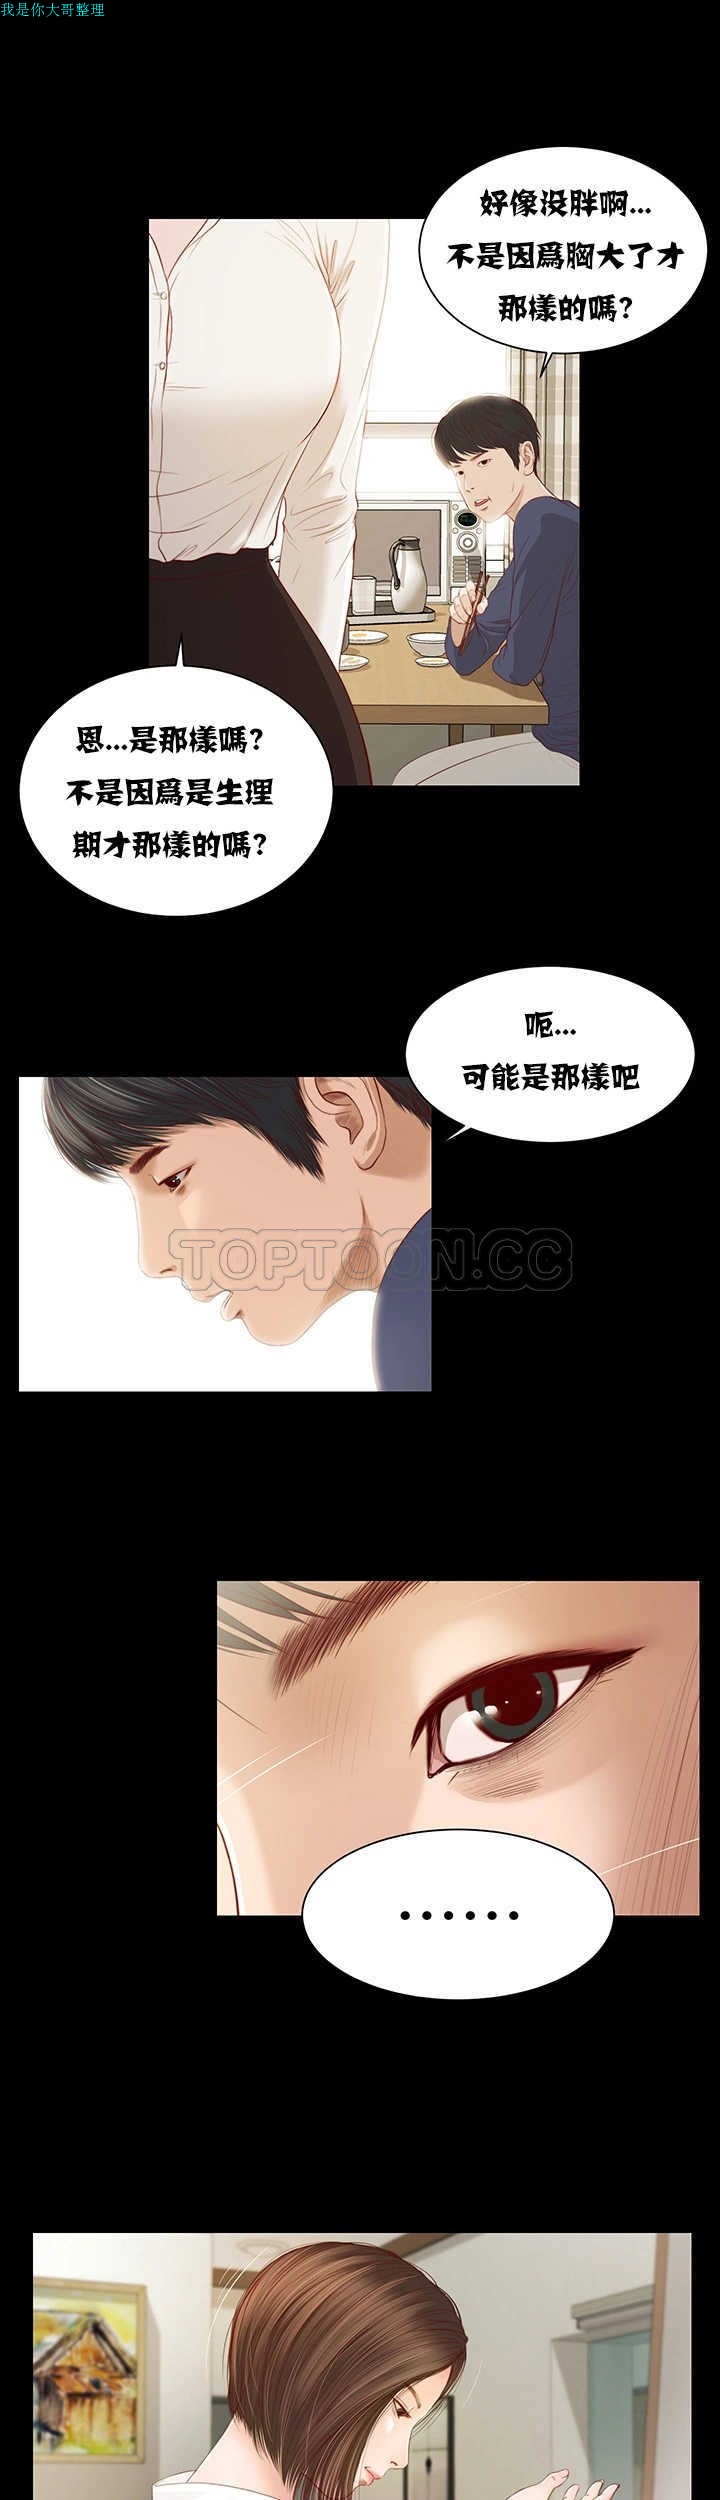 我是你大哥整理
好像没胖啊...
不是因爲胸大了才
那樣的嗎?
恩...是那樣嗎?
不是因爲是生理
期才那樣的嗎?
呃...
可能是那樣吧
TOPTOON.CC
······